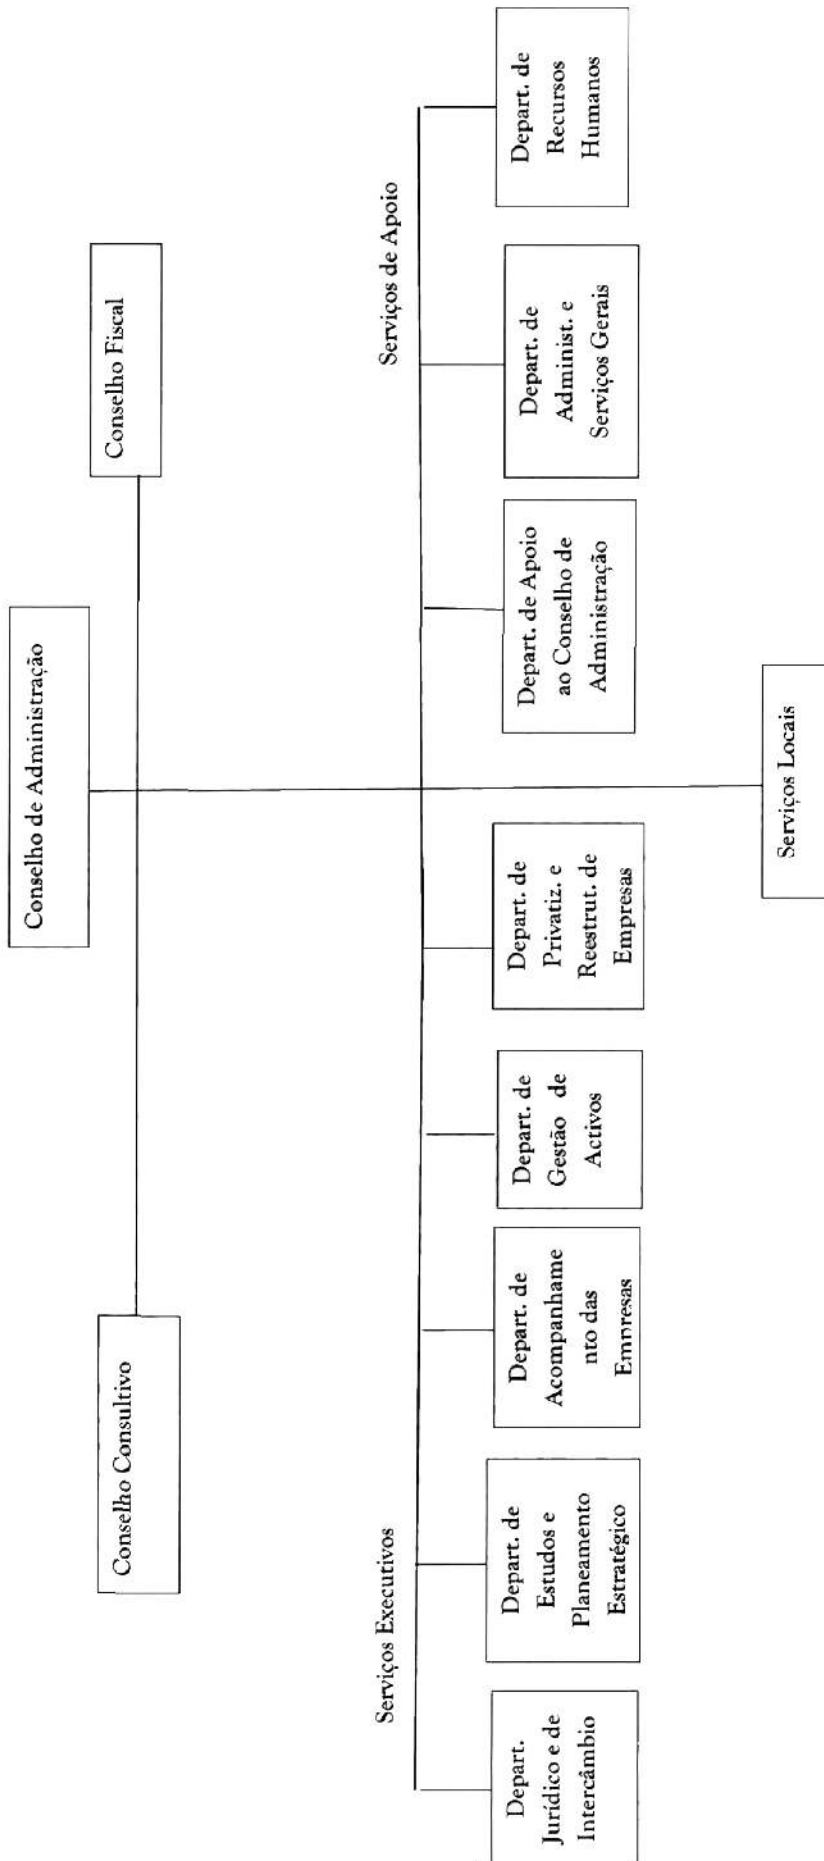 Conselho de Administração
Conselho Consultivo
Conselho Fiscal
Serviços Executivos
Serviços de Apoio
Depart.
Jurídico e de
Intercâmbio
Depart. de
Estudos e
Planeamento
Estratégico
Depart. de
Acompanhame
nto das
Empresas
Depart. de
Gestão de
Activos
Depart. de
Privatiz. e
Reestrut. de
Empresas
Depart. de Apoio
ao Conselho de
Administração
Depart. de
Administ. e
Serviços Gerais
Depart. de
Recursos
Humanos
Serviços Locais